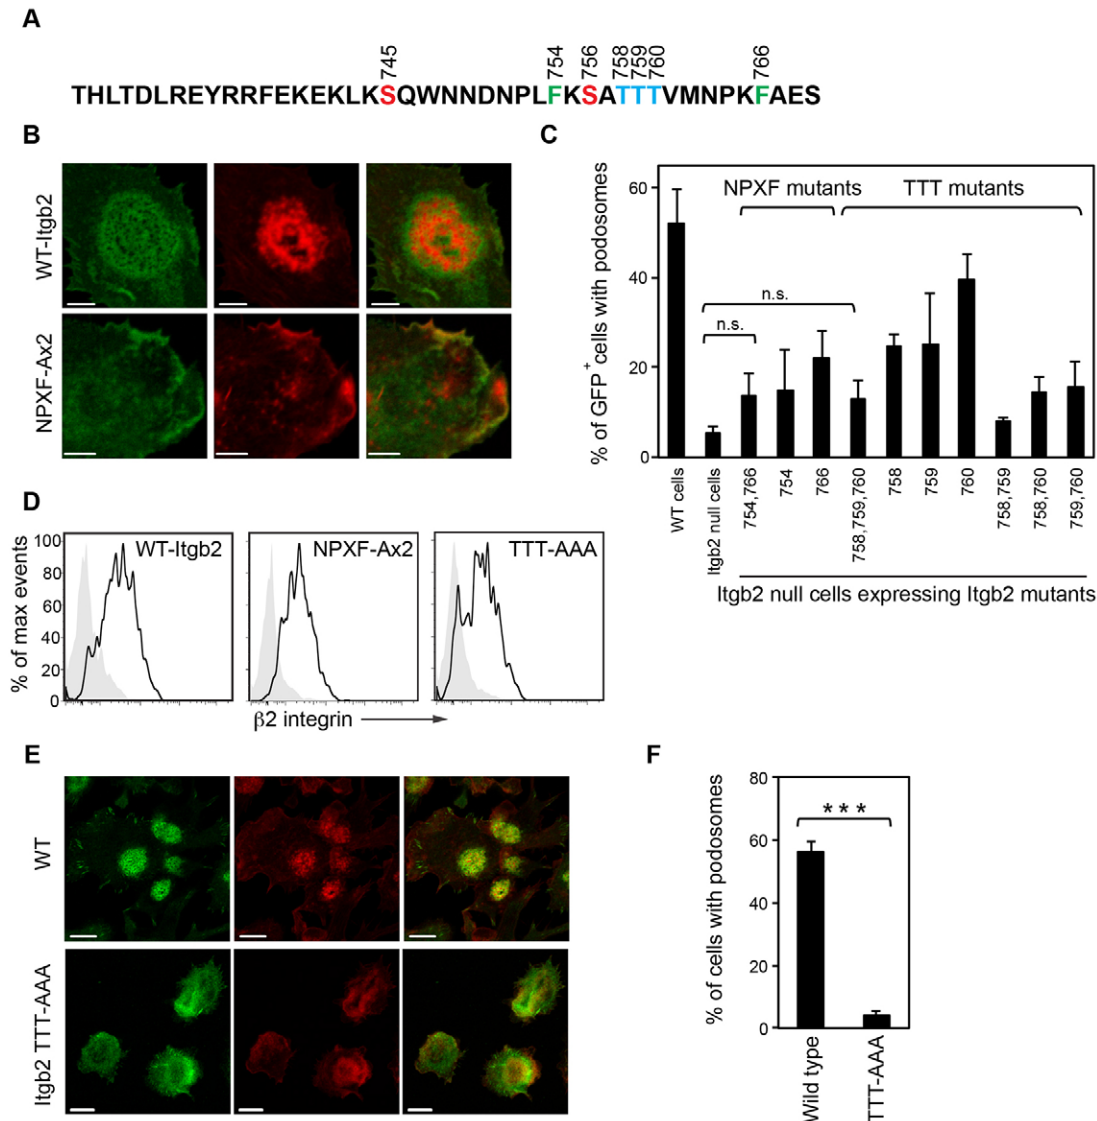 A
745
754
756
758
759
760
766
THLTDLREYRRFEKEKLKSQWNNDNPLFKSATTTVMNPKFAES
B
WT-Itgb2
NPXF-Ax2
C
% of GFP+ cells with podosomes
60
40
20
0
NPXF mutants
TTT mutants
n.s.
n.s.
WT cells
Itgb2 null cells
754,766
754
766
758,759,760
758
759
760
758,759
758,760
759,760
Itgb2 null cells expressing Itgb2 mutants
D
% of max events
100
80
60
40
20
0
WT-Itgb2
NPXF-Ax2
TTT-AAA
β2 integrin
E
WT
Itgb2 TTT-AAA
F
% of cells with podosomes
80
60
40
20
0
***
Wild type
TTT-AAA